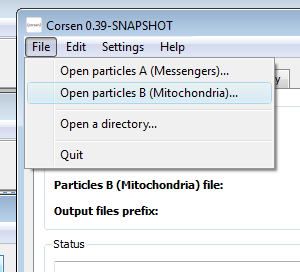 Corsen 0.39-SNAPSHOT
File Edit Settings Help
Open particles A (Messengers)...
Open particles B (Mitochondria)...
Open a directory...
Quit
Particles B (Mitochondria) file:
Output files prefix:
Status